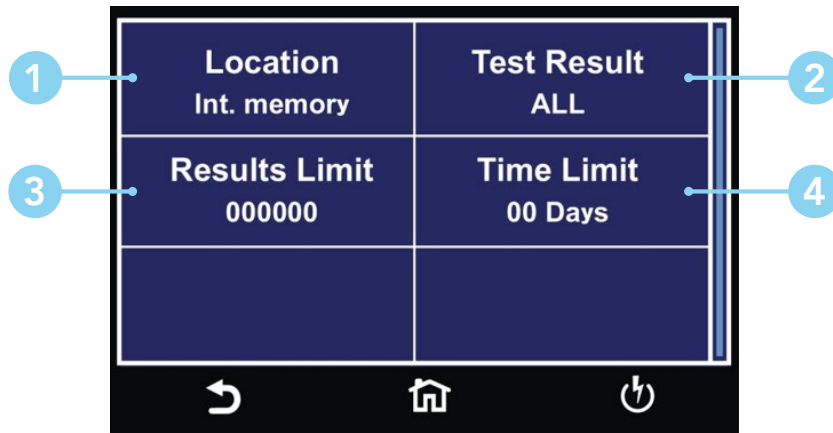 1
Location
Int. memory
Test Result
ALL
2
3
Results Limit
000000
Time Limit
00 Days
4